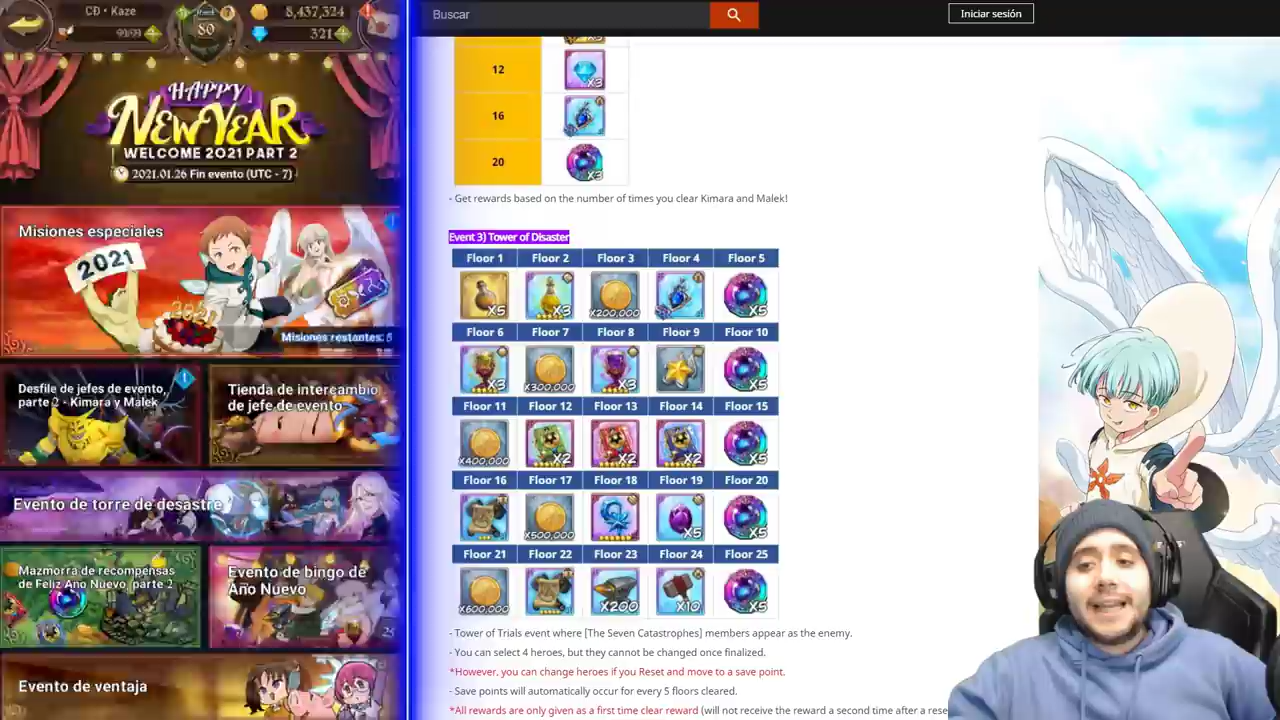 CĐ • Kaze
90/93
80
8,437,324
321
HAPPY
NEW YEAR
WELCOME 2021 PART 2
2021.01.26 Fin evento (UTC - 7)
Misiones especiales
2021
Misiones restantes: 5
Desfile de jefes de evento,
parte 2 - Kimara y Malek
Tienda de intercambio
de jefe de evento
Evento de torre de desastre
Mazmorra de recompensas
de Feliz Año Nuevo, parte 2
Evento de bingo de
Año Nuevo
Evento de ventaja
Buscar
Iniciar sesión
12
X3
16
20
X3
- Get rewards based on the number of times you clear Kimara and Malek!
Event 3) Tower of Disaster
Floor 1 Floor 2 Floor 3 Floor 4 Floor 5
X5 X3 X200,000 X5
Floor 6 Floor 7 Floor 8 Floor 9 Floor 10
X3 X300,000 X3 X5
Floor 11 Floor 12 Floor 13 Floor 14 Floor 15
X400,000 X2 X2 X2 X5
Floor 16 Floor 17 Floor 18 Floor 19 Floor 20
X500,000 X5 X5
Floor 21 Floor 22 Floor 23 Floor 24 Floor 25
X600,000 X200 X10 X5
- Tower of Trials event where [The Seven Catastrophes] members appear as the enemy.
- You can select 4 heroes, but they cannot be changed once finalized.
*However, you can change heroes if you Reset and move to a save point.
- Save points will automatically occur for every 5 floors cleared.
*All rewards are only given as a first time clear reward (will not receive the reward a second time after a rese